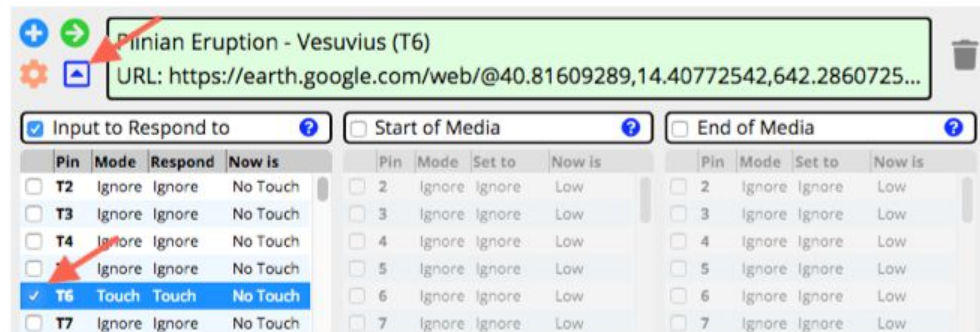 Plinian Eruption - Vesuvius (T6)
URL: https://earth.google.com/web/@40.81609289,14.40772542,642.2860725...
Input to Respond to ? Start of Media ? End of Media ?
Pin Mode Respond Now is Pin Mode Set to Now is Pin Mode Set to Now is
T2 Ignore Ignore No Touch 2 Ignore Ignore Low 2 Ignore Ignore Low
T3 Ignore Ignore No Touch 3 Ignore Ignore Low 3 Ignore Ignore Low
T4 Ignore Ignore No Touch 4 Ignore Ignore Low 4 Ignore Ignore Low
Ignore Ignore No Touch 5 Ignore Ignore Low 5 Ignore Ignore Low
T6 Touch Touch No Touch 6 Ignore Ignore Low 6 Ignore Ignore Low
T7 Ignore Ignore No Touch 7 Ignore Ignore Low 7 Ignore Ignore Low